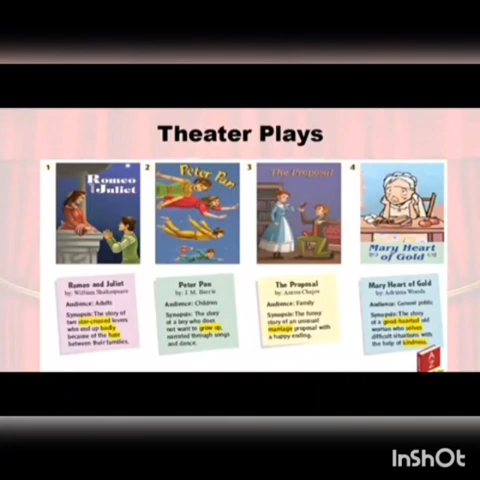 Theater Plays
1
2
3
4
Romeo
and Juliet
Peter Pan
The Proposal
Mary Heart
of Gold
Romeo and Juliet
by: William Shakespeare
Audience: Adults
Synopsis: The story of
two star-crossed lovers
who end up badly
because of the hate
between their families.
Peter Pan
by: J. M. Barrie
Audience: Children
Synopsis: The story
of a boy who does
not want to grow up,
narrated through songs
and dance.
The Proposal
by: Anton Chejov
Audience: Family
Synopsis: The funny
story of an unusual
marriage proposal with
a happy ending.
Mary Heart of Gold
by: Adriana
Audience: General public
Synopsis: The story
of a good-hearted old
woman who solves
difficult situations with
the help of kindness.
A
Z
InShOt